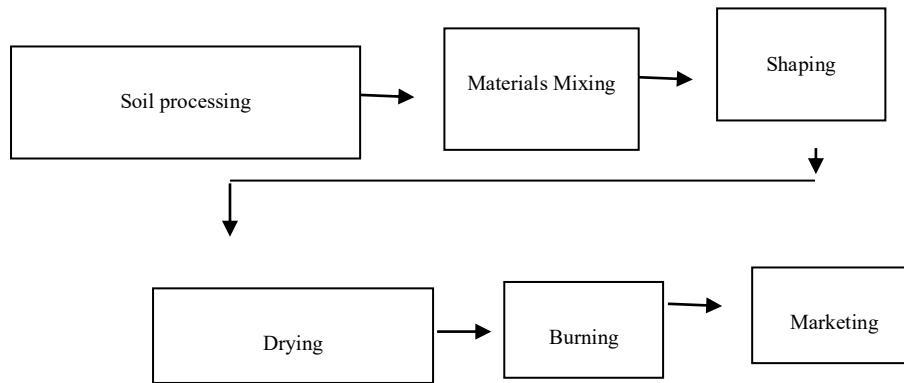 Soil processing
Materials Mixing
Shaping
Drying
Burning
Marketing